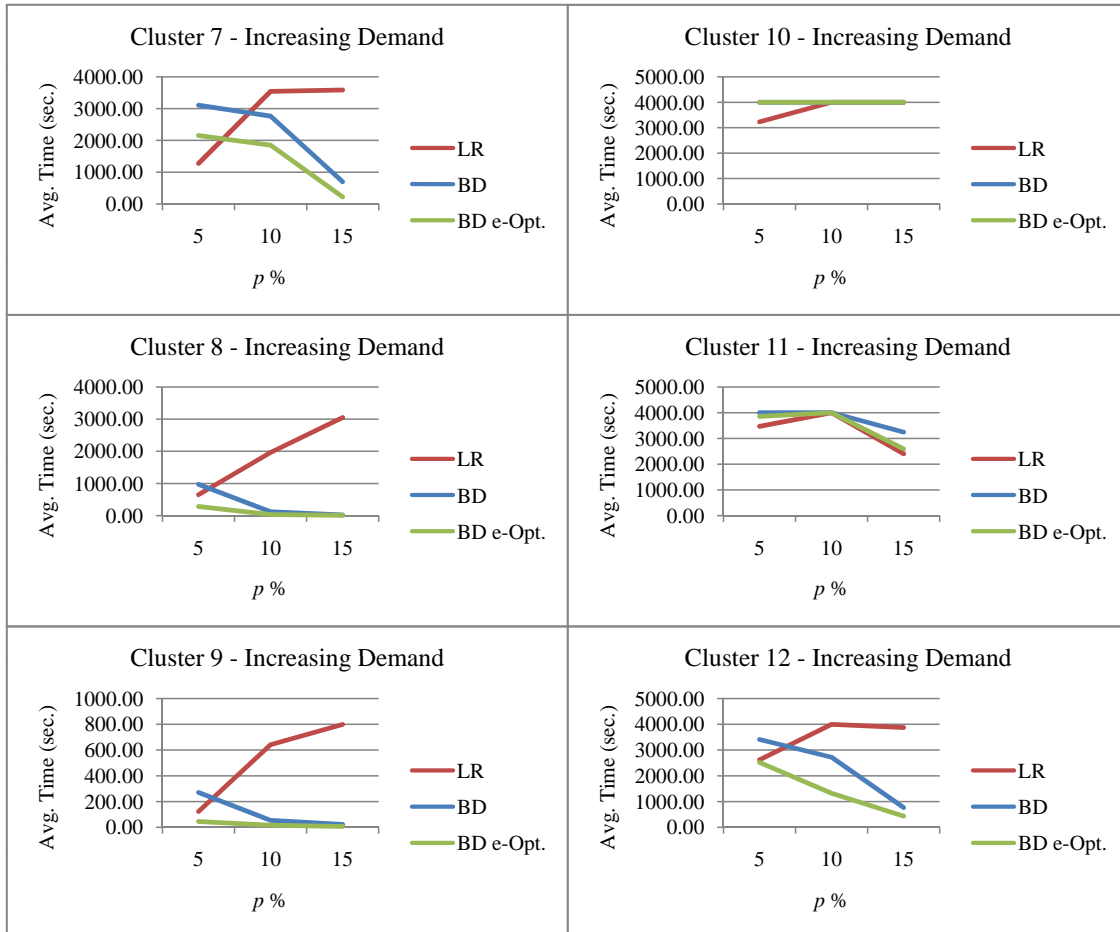 Cluster 7 - Increasing Demand
Avg. Time (sec.)
4000.00
3000.00
2000.00
1000.00
0.00
5 10 15
p %
LR
BD
BD e-Opt.
Cluster 10 - Increasing Demand
Avg. Time (sec.)
5000.00
4000.00
3000.00
2000.00
1000.00
0.00
5 10 15
p %
LR
BD
BD e-Opt.
Cluster 8 - Increasing Demand
Avg. Time (sec.)
4000.00
3000.00
2000.00
1000.00
0.00
5 10 15
p %
LR
BD
BD e-Opt.
Cluster 11 - Increasing Demand
Avg. Time (sec.)
5000.00
4000.00
3000.00
2000.00
1000.00
0.00
5 10 15
p %
LR
BD
BD e-Opt.
Cluster 9 - Increasing Demand
Avg. Time (sec.)
1000.00
800.00
600.00
400.00
200.00
0.00
5 10 15
p %
LR
BD
BD e-Opt.
Cluster 12 - Increasing Demand
Avg. Time (sec.)
5000.00
4000.00
3000.00
2000.00
1000.00
0.00
5 10 15
p %
LR
BD
BD e-Opt.